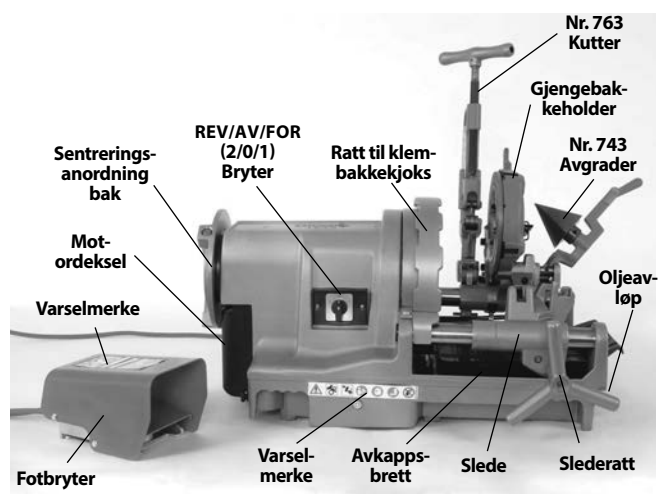 Nr. 763
Kutter
Gjengebak-
keholder
REV/AV/FOR
(2/0/1)
Bryter
Ratt til klem-
bakkekjoks
Nr. 743
Avgrader
Sentrerings-
anordning
bak
Mot-
ordeksel
Oljeav-
løp
Varselmerke
Fotbryter
Varsel-
merke
Avkapps-
brett
Slede
Slederatt